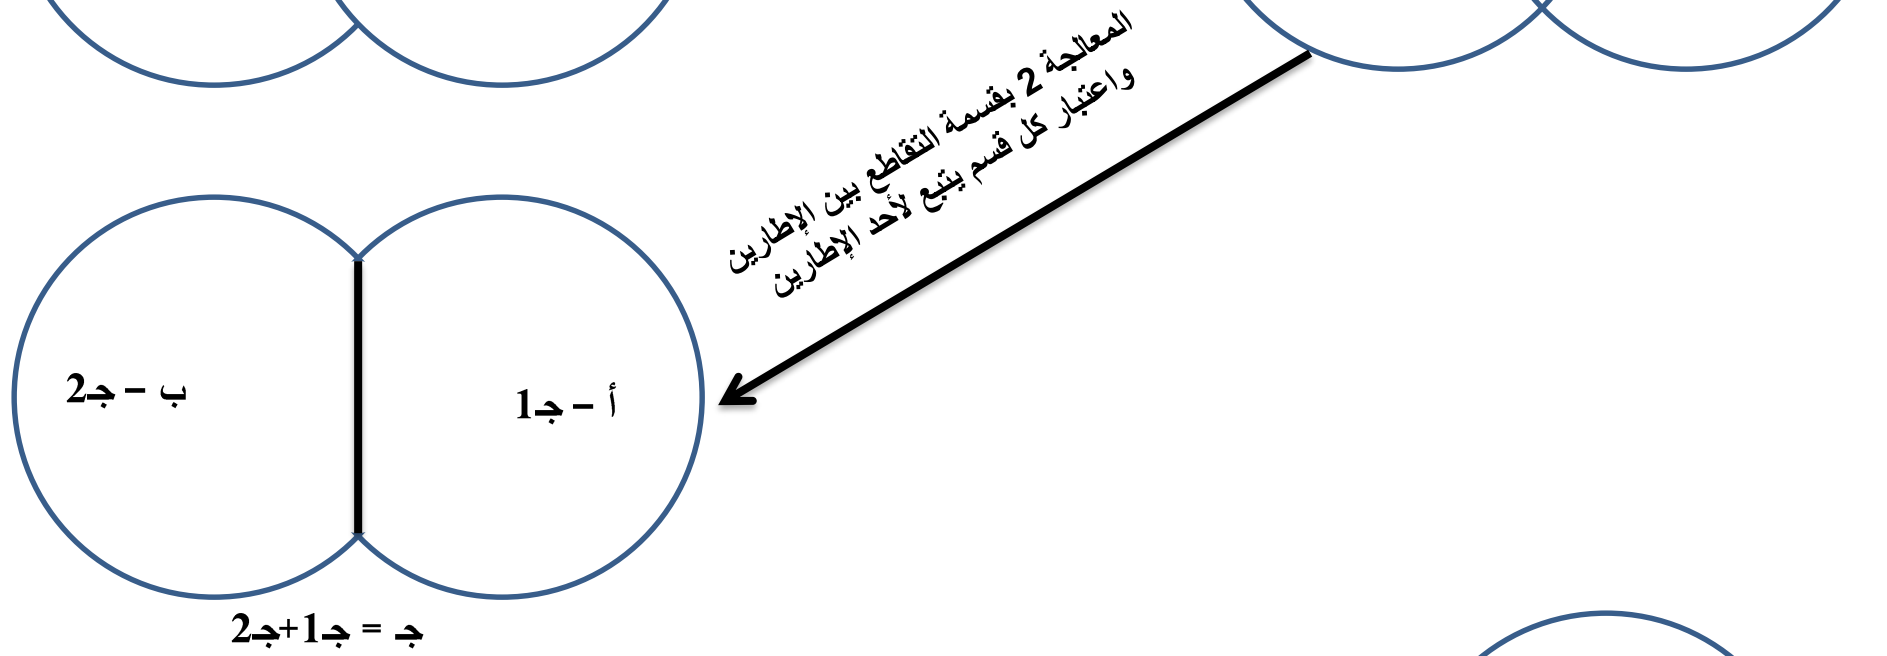 المعالجة 2 بقسمة التقاطع بين الإطارين
واعتبار كل قسم يتبع لأحد الإطارين
أ – جـ1
ب – جـ2
جـ = جـ1+جـ2